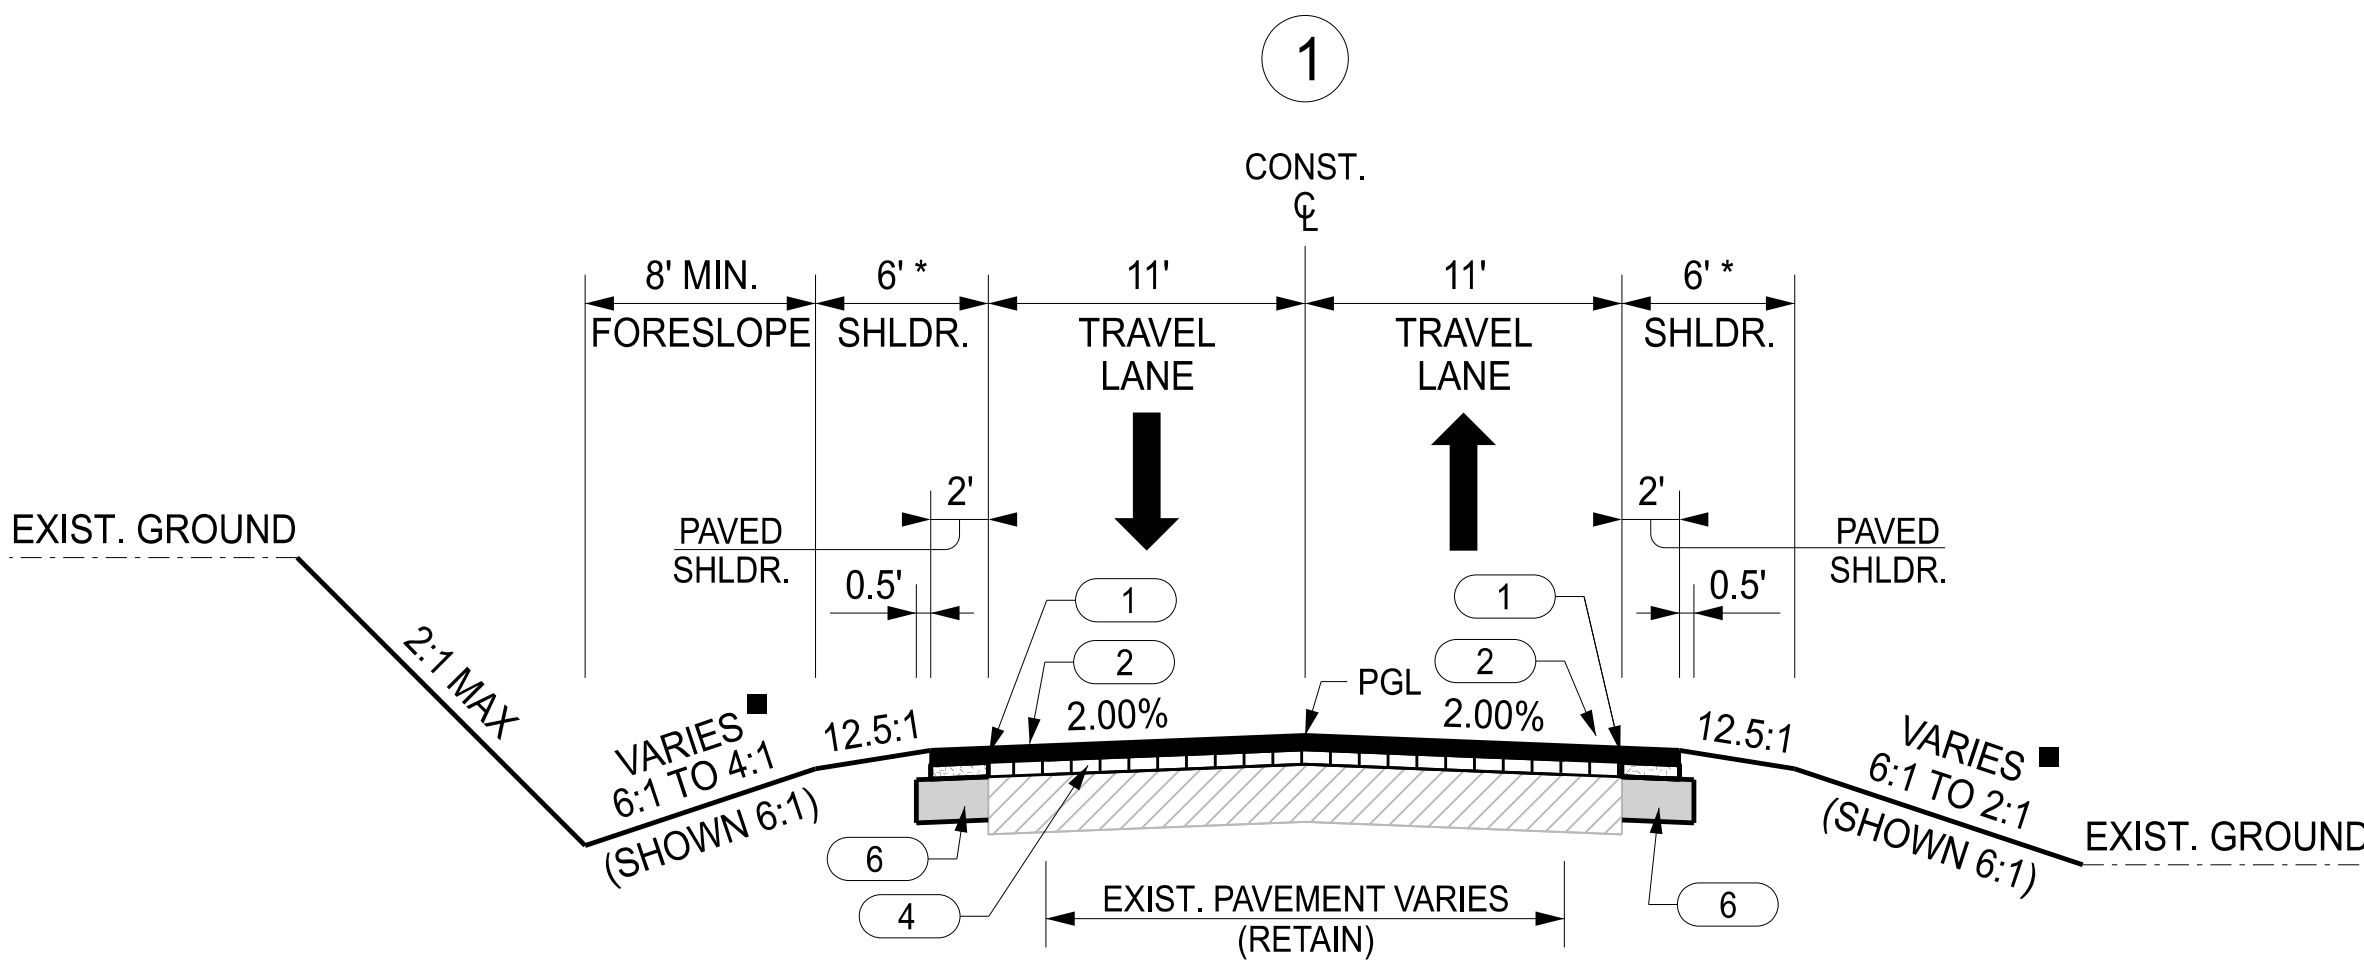 1
CONST.
℄
8' MIN.
FORESLOPE
6' *
SHLDR.
11'
TRAVEL
LANE
11'
TRAVEL
LANE
6' *
SHLDR.
2'
PAVED
SHLDR.
0.5'
2'
PAVED
SHLDR.
0.5'
EXIST. GROUND
2:1 MAX
1
2
1
2
PGL
VARIES ■
6:1 TO 4:1
(SHOWN 6:1)
12.5:1
2.00%
2.00%
12.5:1
VARIES ■
6:1 TO 2:1
(SHOWN 6:1)
EXIST. GROUND
6
4
EXIST. PAVEMENT VARIES
(RETAIN)
6